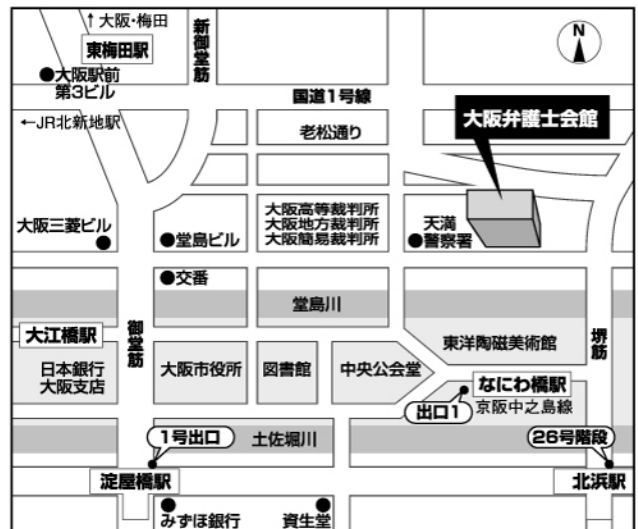 ↑大阪・梅田
東梅田駅
新御堂筋
N
●大阪駅前
第3ビル
国道1号線
←JR北新地駅
老松通り
大阪弁護士会館
大阪三菱ビル
●堂島ビル
大阪高等裁判所
大阪地方裁判所
大阪簡易裁判所
天満
●警察署
●交番
堂島川
大江橋駅
御堂筋
東洋陶磁美術館
堺筋
日本銀行
大阪支店
大阪市役所
図書館
中央公会堂
なにわ橋駅
出口1
京阪中之島線
1号出口
土佐堀川
26号階段
淀屋橋駅
北浜駅
みずほ銀行
資生堂